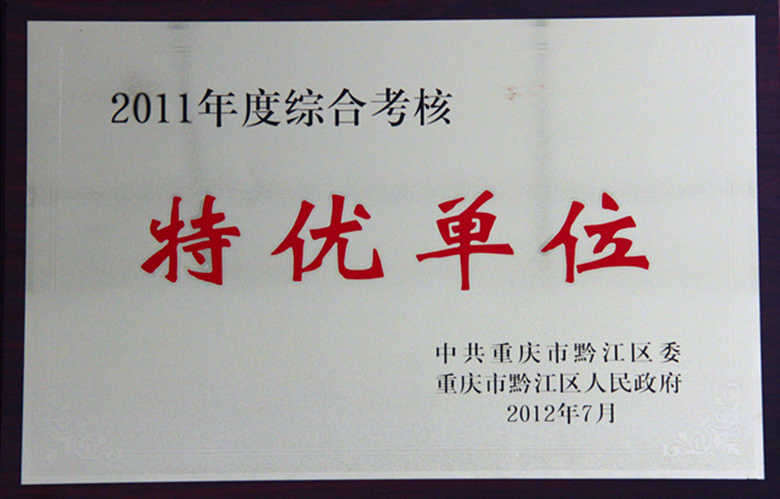 2011年度综合考核
特优单位
中共重庆市黔江区委
重庆市黔江区人民政府
2012年7月